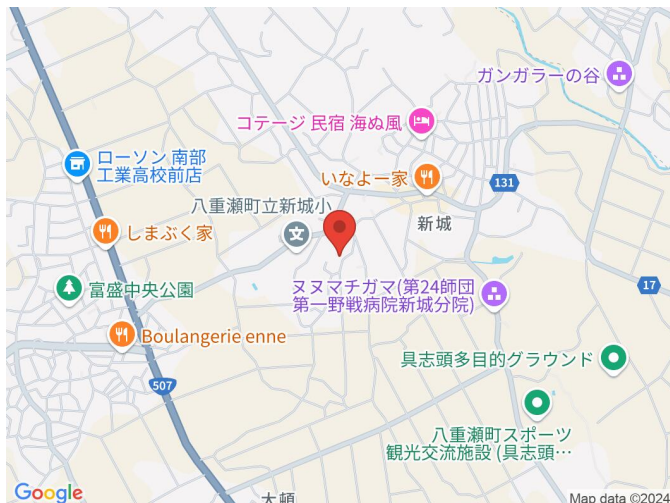 ガンガラーの谷
コテージ 民宿 海ぬ風
ローソン 南部
工業高校前店
いなよー家
131
八重瀬町立新城小
新城
しまぶく家
富盛中央公園
ヌヌマチガマ(第24師団
第一野戦病院新城分院)
17
Boulangerie enne
具志頭多目的グラウンド
507
八重瀬町スポーツ
観光交流施設 (具志頭…
大頓
Google
Map data ©2024